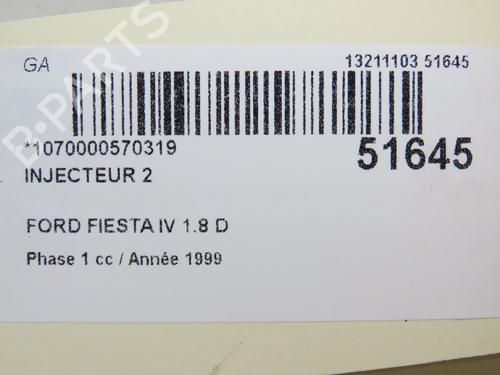 GA 13211103 51645
*1070000570319 51645
INJECTEUR 2
FORD FIESTA IV 1.8 D
Phase 1 cc / Année 1999
B-PARTS